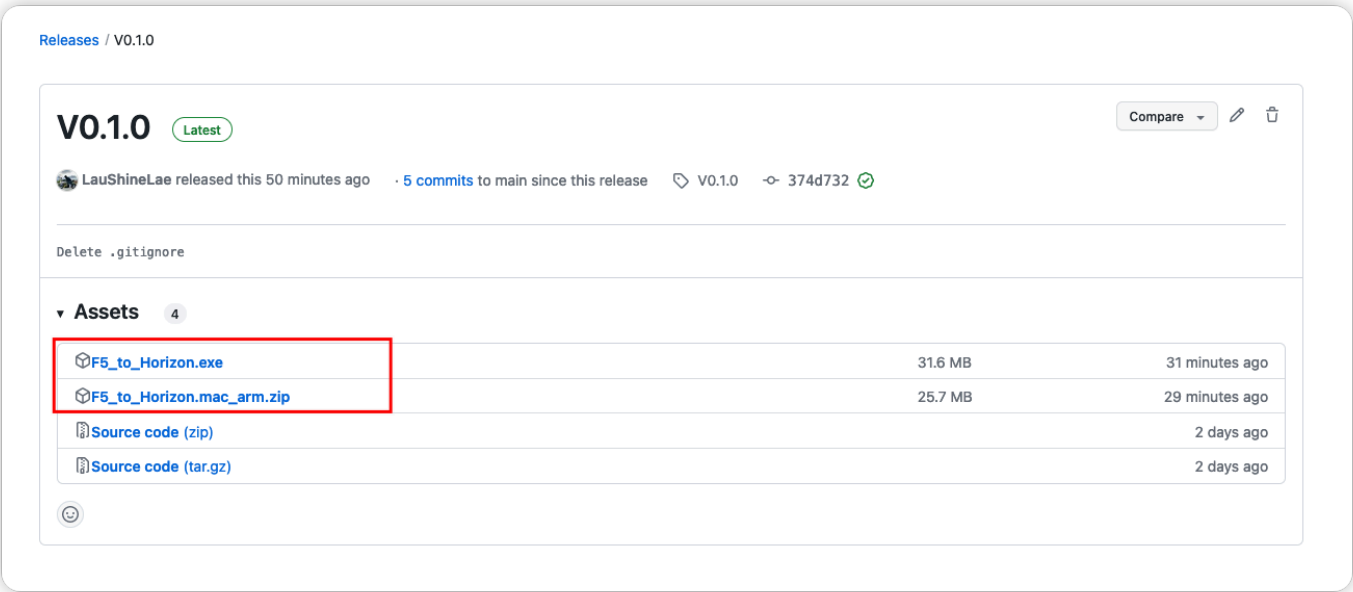 Releases / V0.1.0
V0.1.0 Latest Compare
LauShineLae released this 50 minutes ago · 5 commits to main since this release V0.1.0 374d732
Delete .gitignore
Assets 4
F5_to_Horizon.exe 31.6 MB 31 minutes ago
F5_to_Horizon.mac_arm.zip 25.7 MB 29 minutes ago
Source code (zip) 2 days ago
Source code (tar.gz) 2 days ago